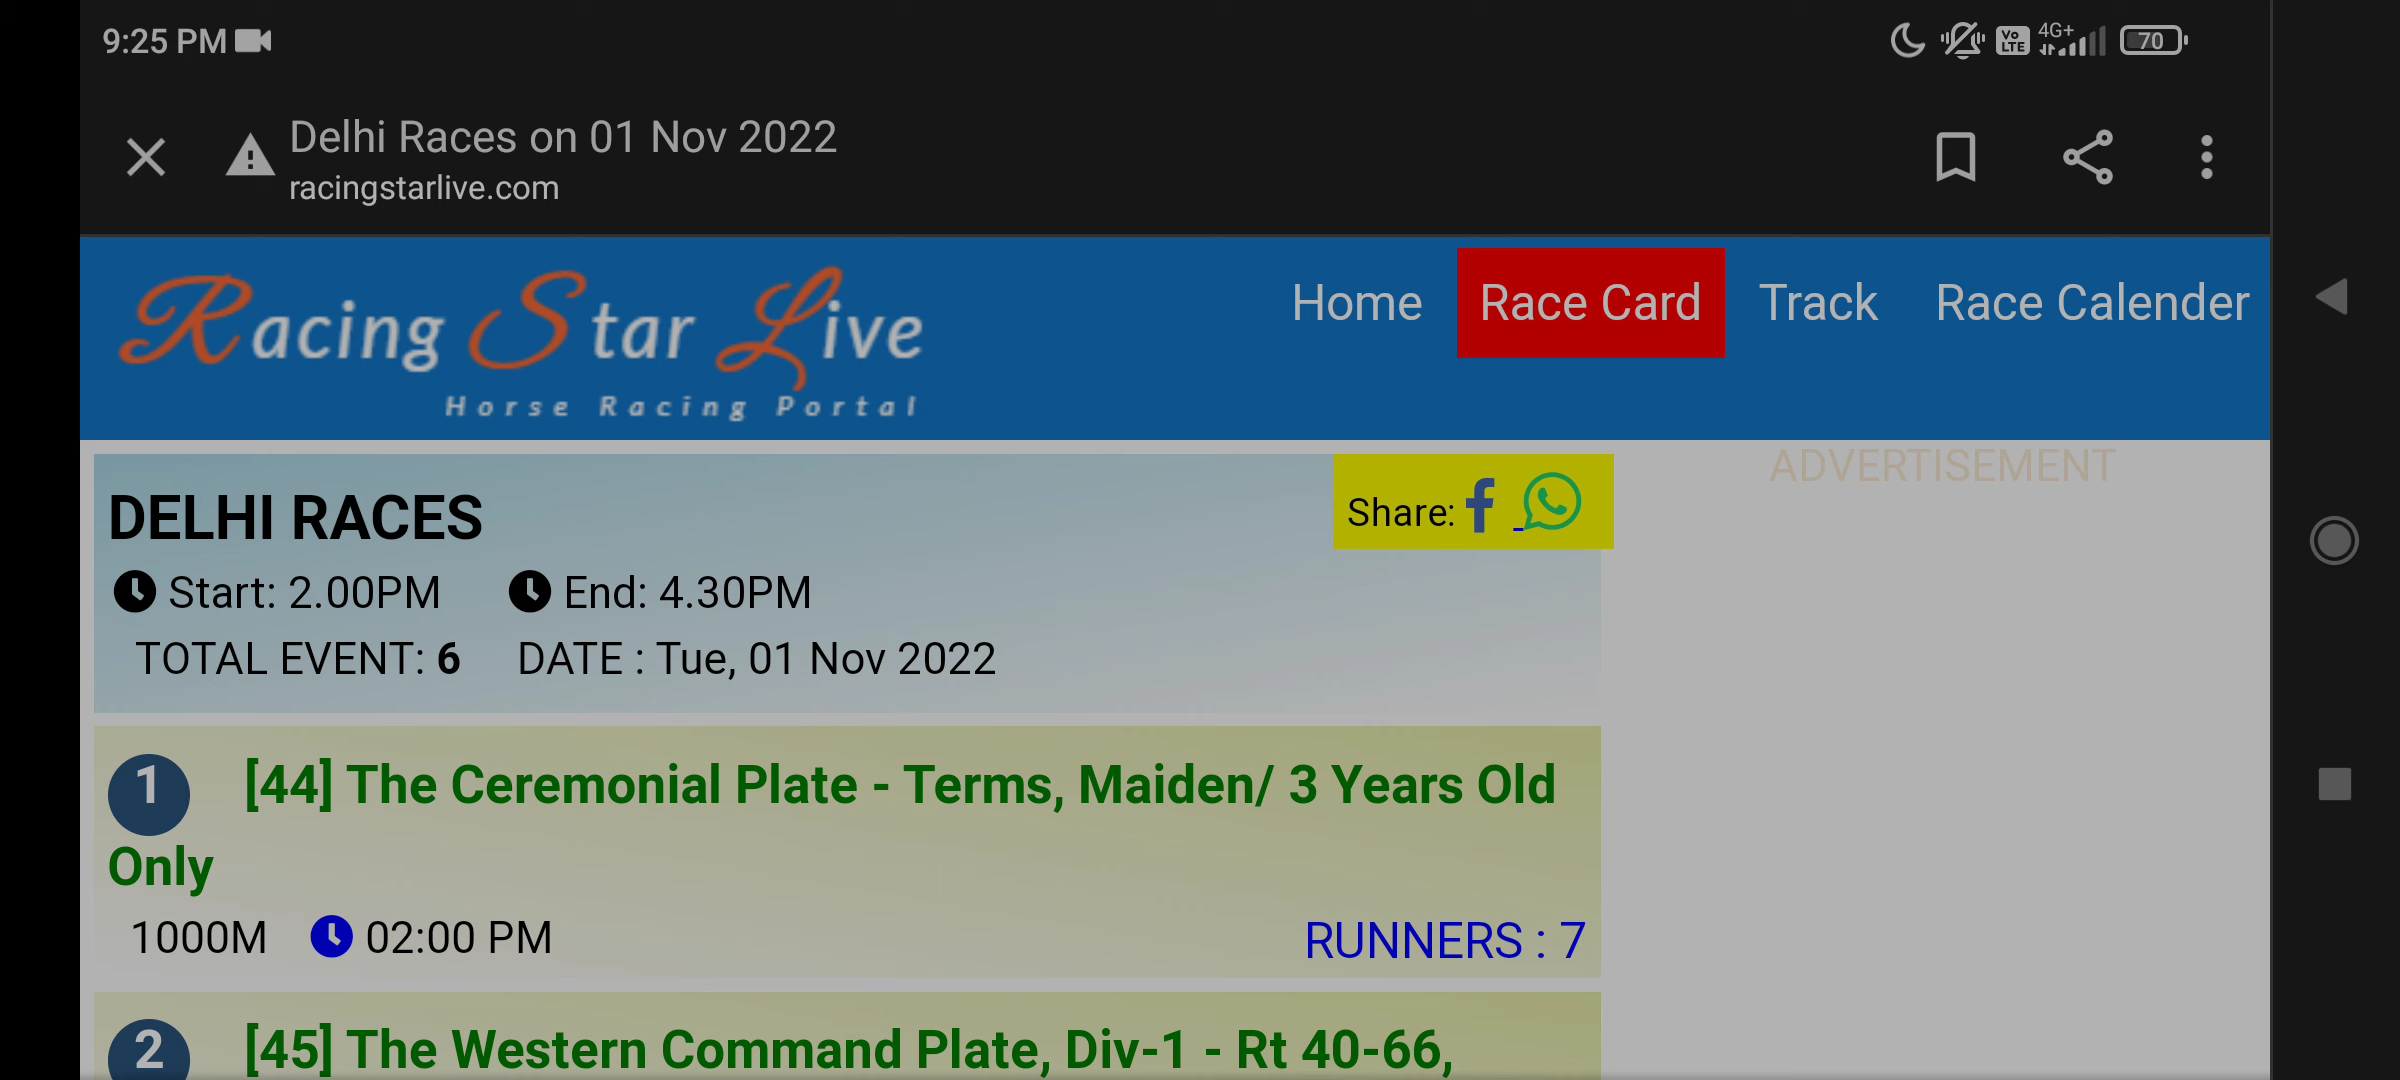 9:25 PM
Vo LTE 4G+ 70
Delhi Races on 01 Nov 2022
racingstarlive.com
Racing Star Live
Horse Racing Portal
Home Race Card Track Race Calender
ADVERTISEMENT
DELHI RACES
Share:
Start: 2.00PM End: 4.30PM
TOTAL EVENT: 6 DATE : Tue, 01 Nov 2022
1 [44] The Ceremonial Plate - Terms, Maiden/ 3 Years Old
Only
1000M 02:00 PM RUNNERS : 7
2 [45] The Western Command Plate, Div-1 - Rt 40-66,